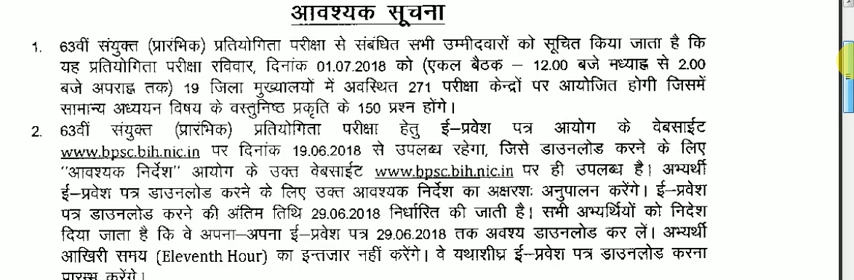 आवश्यक सूचना
1. 63वीं संयुक्त (प्रारंभिक) प्रतियोगिता परीक्षा से संबंधित सभी उम्मीदवारों को सूचित किया जाता है कि
यह प्रतियोगिता परीक्षा रविवार, दिनांक 01.07.2018 को (एकल बैठक – 12.00 बजे मध्याह्न से 2.00
बजे अपराह्न तक) 19 जिला मुख्यालयों में अवस्थित 271 परीक्षा केन्द्रों पर आयोजित होगी जिसमें
सामान्य अध्ययन विषय के वस्तुनिष्ठ प्रकृति के 150 प्रश्न होंगे।
2. 63वीं संयुक्त (प्रारंभिक) प्रतियोगिता परीक्षा हेतु ई–प्रवेश पत्र आयोग के वेबसाईट
www.bpsc.bih.nic.in पर दिनांक 19.06.2018 से उपलब्ध रहेगा, जिसे डाउनलोड करने के लिए
"आवश्यक निर्देश" आयोग के उक्त वेबसाईट www.bpsc.bih.nic.in पर ही उपलब्ध है। अभ्यर्थी
ई–प्रवेश पत्र डाउनलोड करने के लिए उक्त आवश्यक निर्देश का अक्षरशः अनुपालन करेंगे। ई–प्रवेश
पत्र डाउनलोड करने की अंतिम तिथि 29.06.2018 निर्धारित की जाती है। सभी अभ्यर्थियों को निदेश
दिया जाता है कि वे अपना–अपना ई–प्रवेश पत्र 29.06.2018 तक अवश्य डाउनलोड कर लें। अभ्यर्थी
आखिरी समय (Eleventh Hour) का इन्तजार नहीं करेंगे। वे यथाशीघ्र ई–प्रवेश पत्र डाउनलोड करना
प्रारम्भ करेंगे।